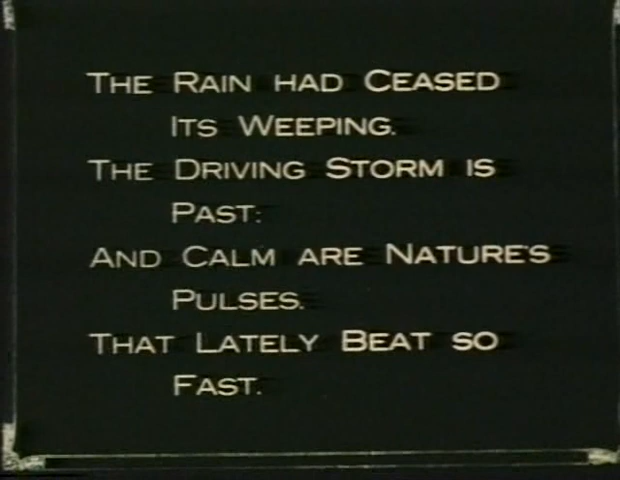 THE RAIN HAD CEASED
ITS WEEPING.
THE DRIVING STORM IS
PAST:
AND CALM ARE NATURE'S
PULSES.
THAT LATELY BEAT SO
FAST.